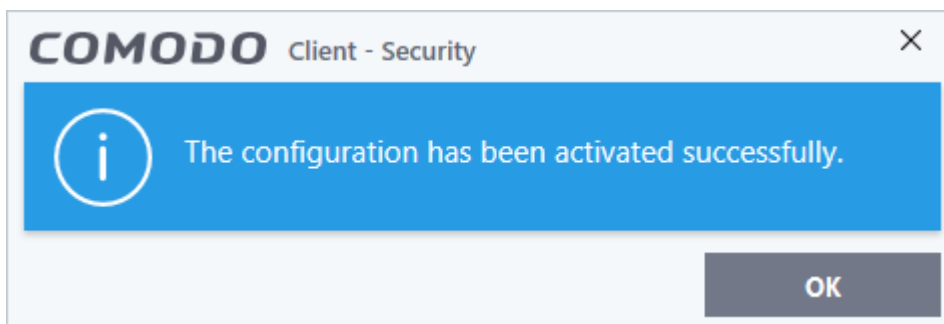 COMODO Client - Security
The configuration has been activated successfully.
OK